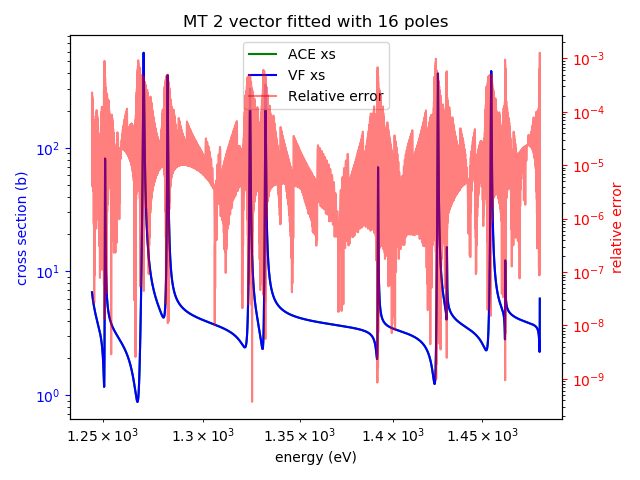 MT 2 vector fitted with 16 poles
ACE xs
VF xs
Relative error
cross section (b)
10²
10¹
10⁰
relative error
10⁻³
10⁻⁴
10⁻⁵
10⁻⁶
10⁻⁷
10⁻⁸
10⁻⁹
1.25×10³ 1.3×10³ 1.35×10³ 1.4×10³ 1.45×10³
energy (eV)